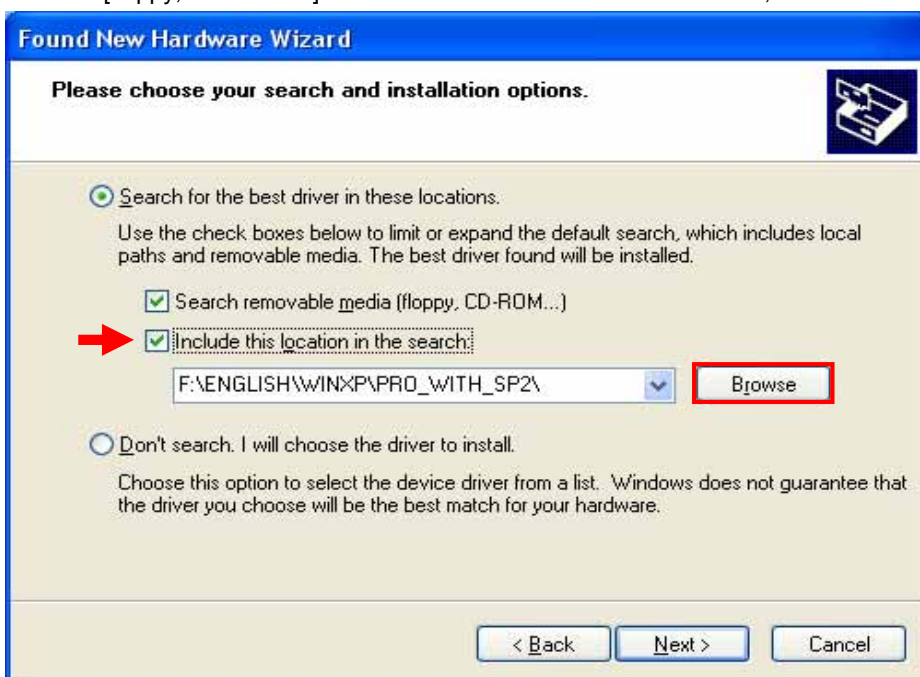 Found New Hardware Wizard
Please choose your search and installation options.
Search for the best driver in these locations.
Use the check boxes below to limit or expand the default search, which includes local
paths and removable media. The best driver found will be installed.
Search removable media (floppy, CD-ROM...)
Include this location in the search:
F:\ENGLISH\WINXP\PRO_WITH_SP2\
Browse
Don't search. I will choose the driver to install.
Choose this option to select the device driver from a list. Windows does not guarantee that
the driver you choose will be the best match for your hardware.
< Back
Next >
Cancel